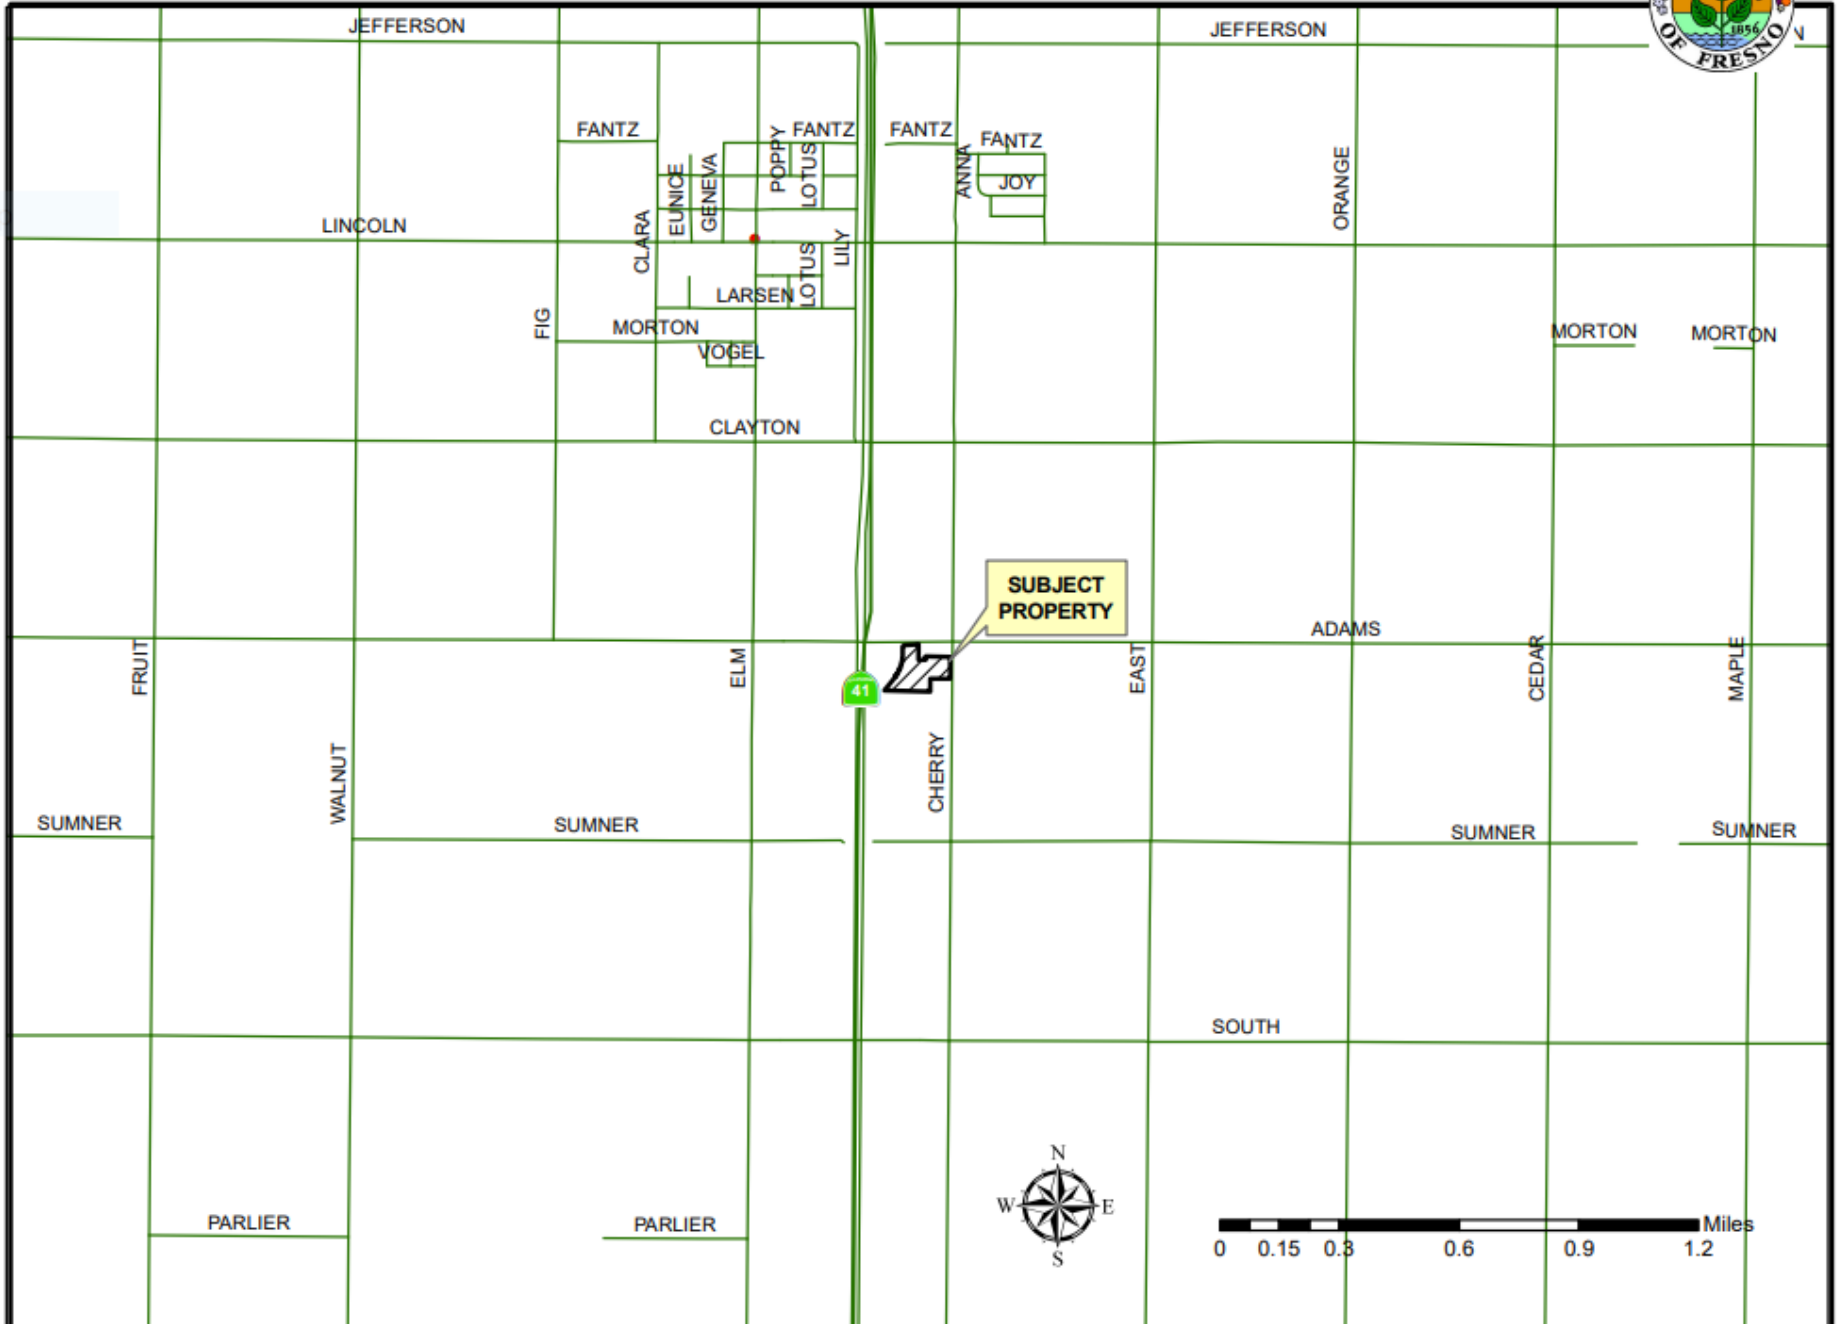 JEFFERSON
JEFFERSON
N
1856
OF FRESNO
FANTZ
POPPY
FANTZ
FANTZ
FANTZ
ANNA
JOY
EUNICE
GENEVA
LOTUS
ORANGE
LINCOLN
CLARA
LILY
LOTUS
LARSEN
FIG
MORTON
VOGEL
MORTON
MORTON
CLAYTON
SUBJECT
PROPERTY
ADAMS
FRUIT
ELM
41
EAST
CEDAR
MAPLE
WALNUT
CHERRY
SUMNER
SUMNER
SUMNER
SUMNER
SOUTH
N
W E
S
PARLIER
PARLIER
Miles
0 0.15 0.3 0.6 0.9 1.2